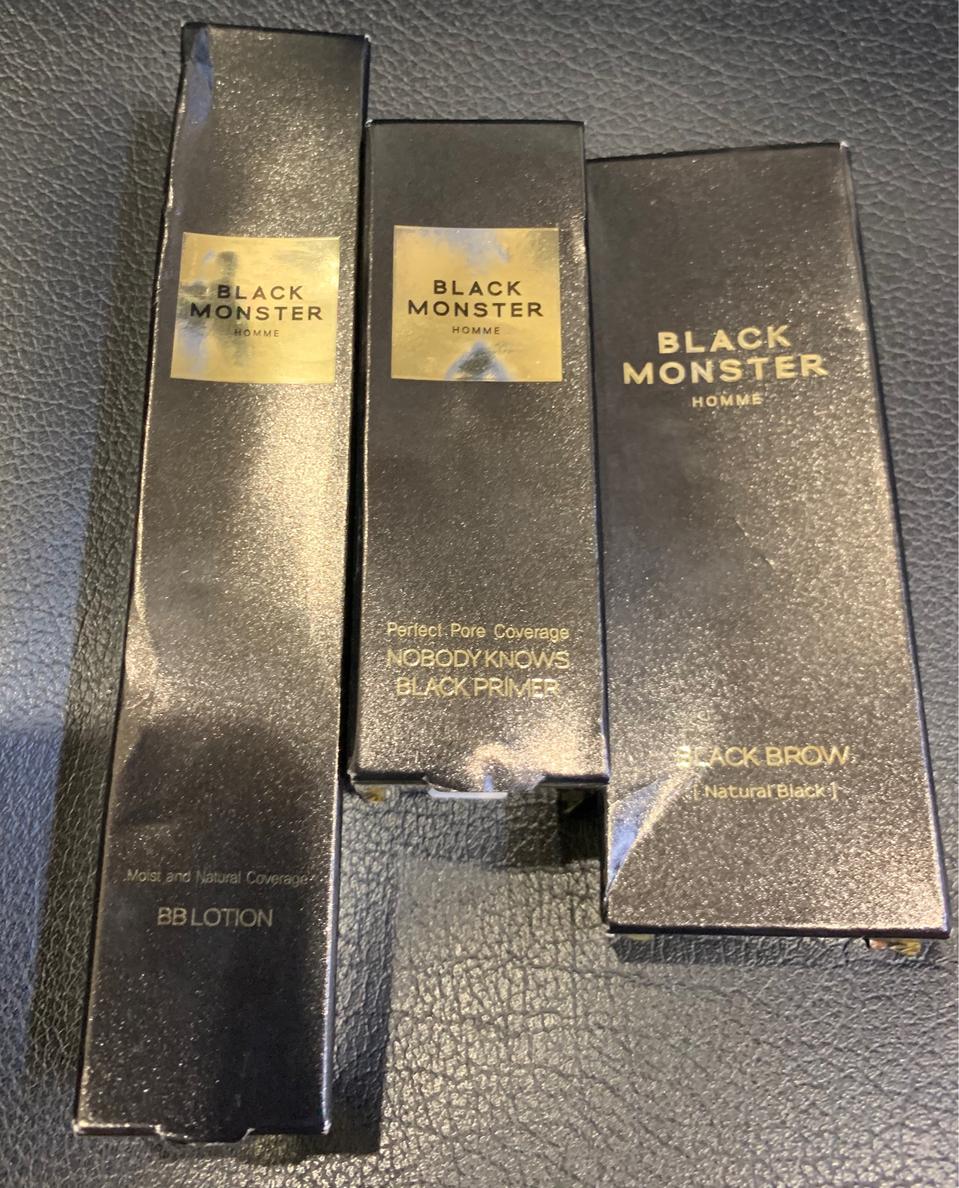 BLACK
MONSTER
HOMME
Moist and Natural Coverage
BB LOTION
BLACK
MONSTER
HOMME
Perfect Pore Coverage
NOBODY KNOWS
BLACK PRIMER
BLACK
MONSTER
HOMME
BLACK BROW
[ Natural Black ]